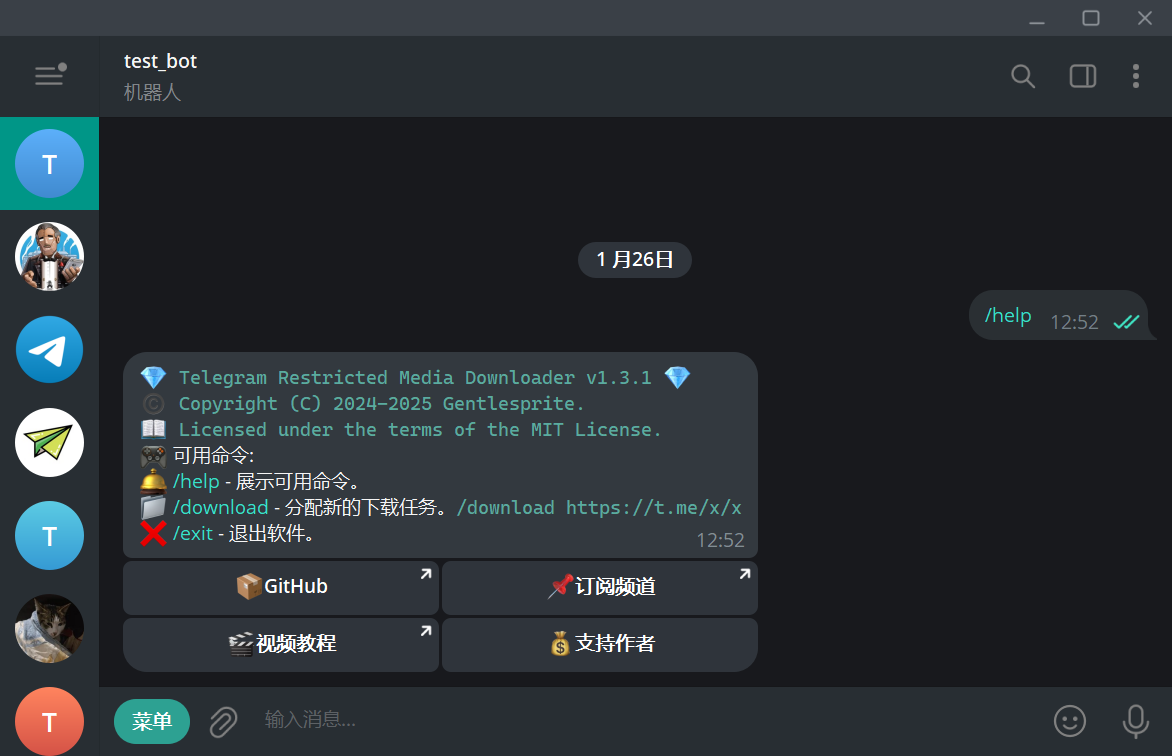 test_bot
机器人
T
1 月26日
/help 12:52
Telegram Restricted Media Downloader v1.3.1
© Copyright (C) 2024-2025 Gentlesprite.
Licensed under the terms of the MIT License.
可用命令:
/help - 展示可用命令。
/download - 分配新的下载任务。/download https://t.me/x/x
/exit - 退出软件。
12:52
GitHub
订阅频道
视频教程
支持作者
T
T
菜单
输入消息...